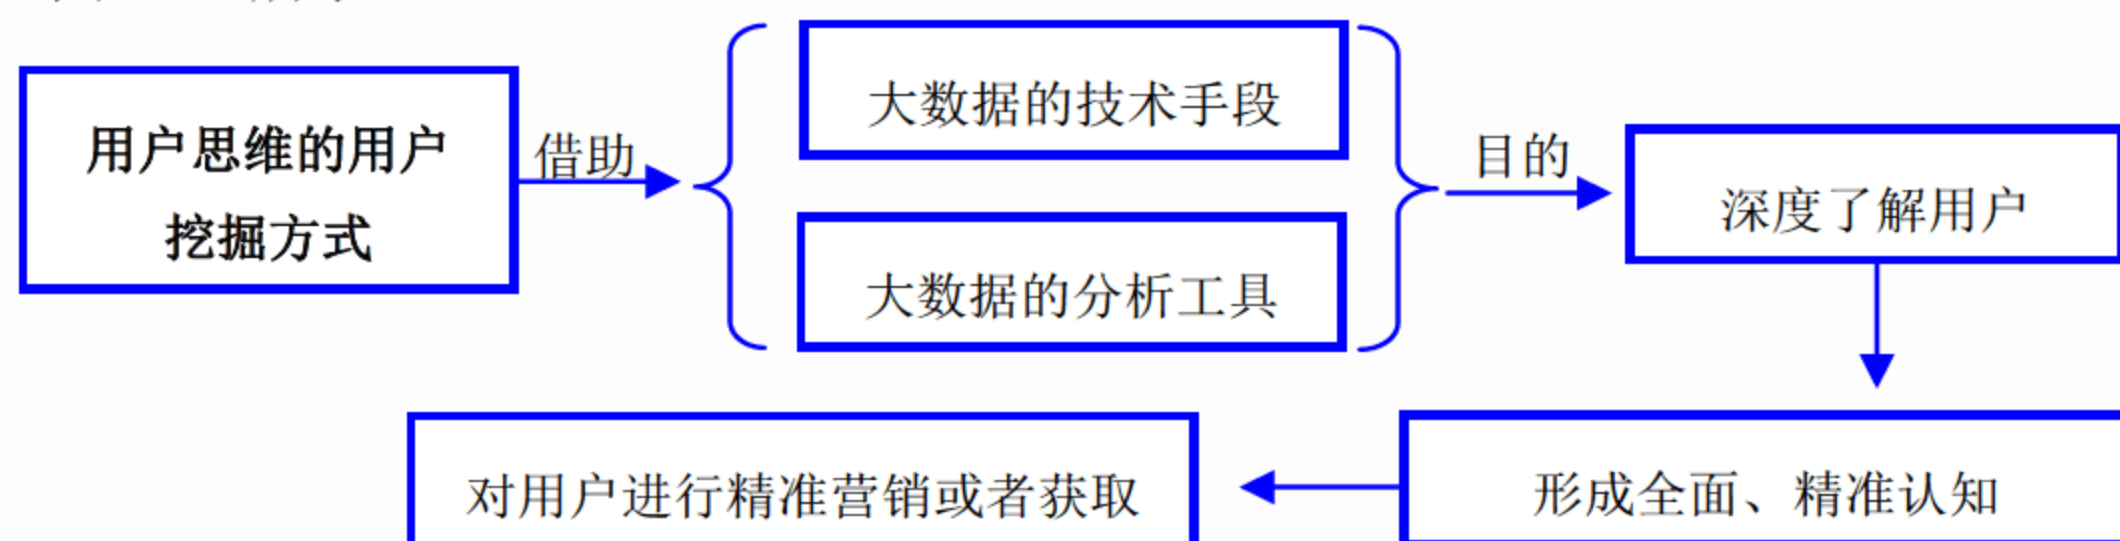 用户思维的用户
挖掘方式
借助
大数据的技术手段
大数据的分析工具
目的
深度了解用户
形成全面、精准认知
对用户进行精准营销或者获取